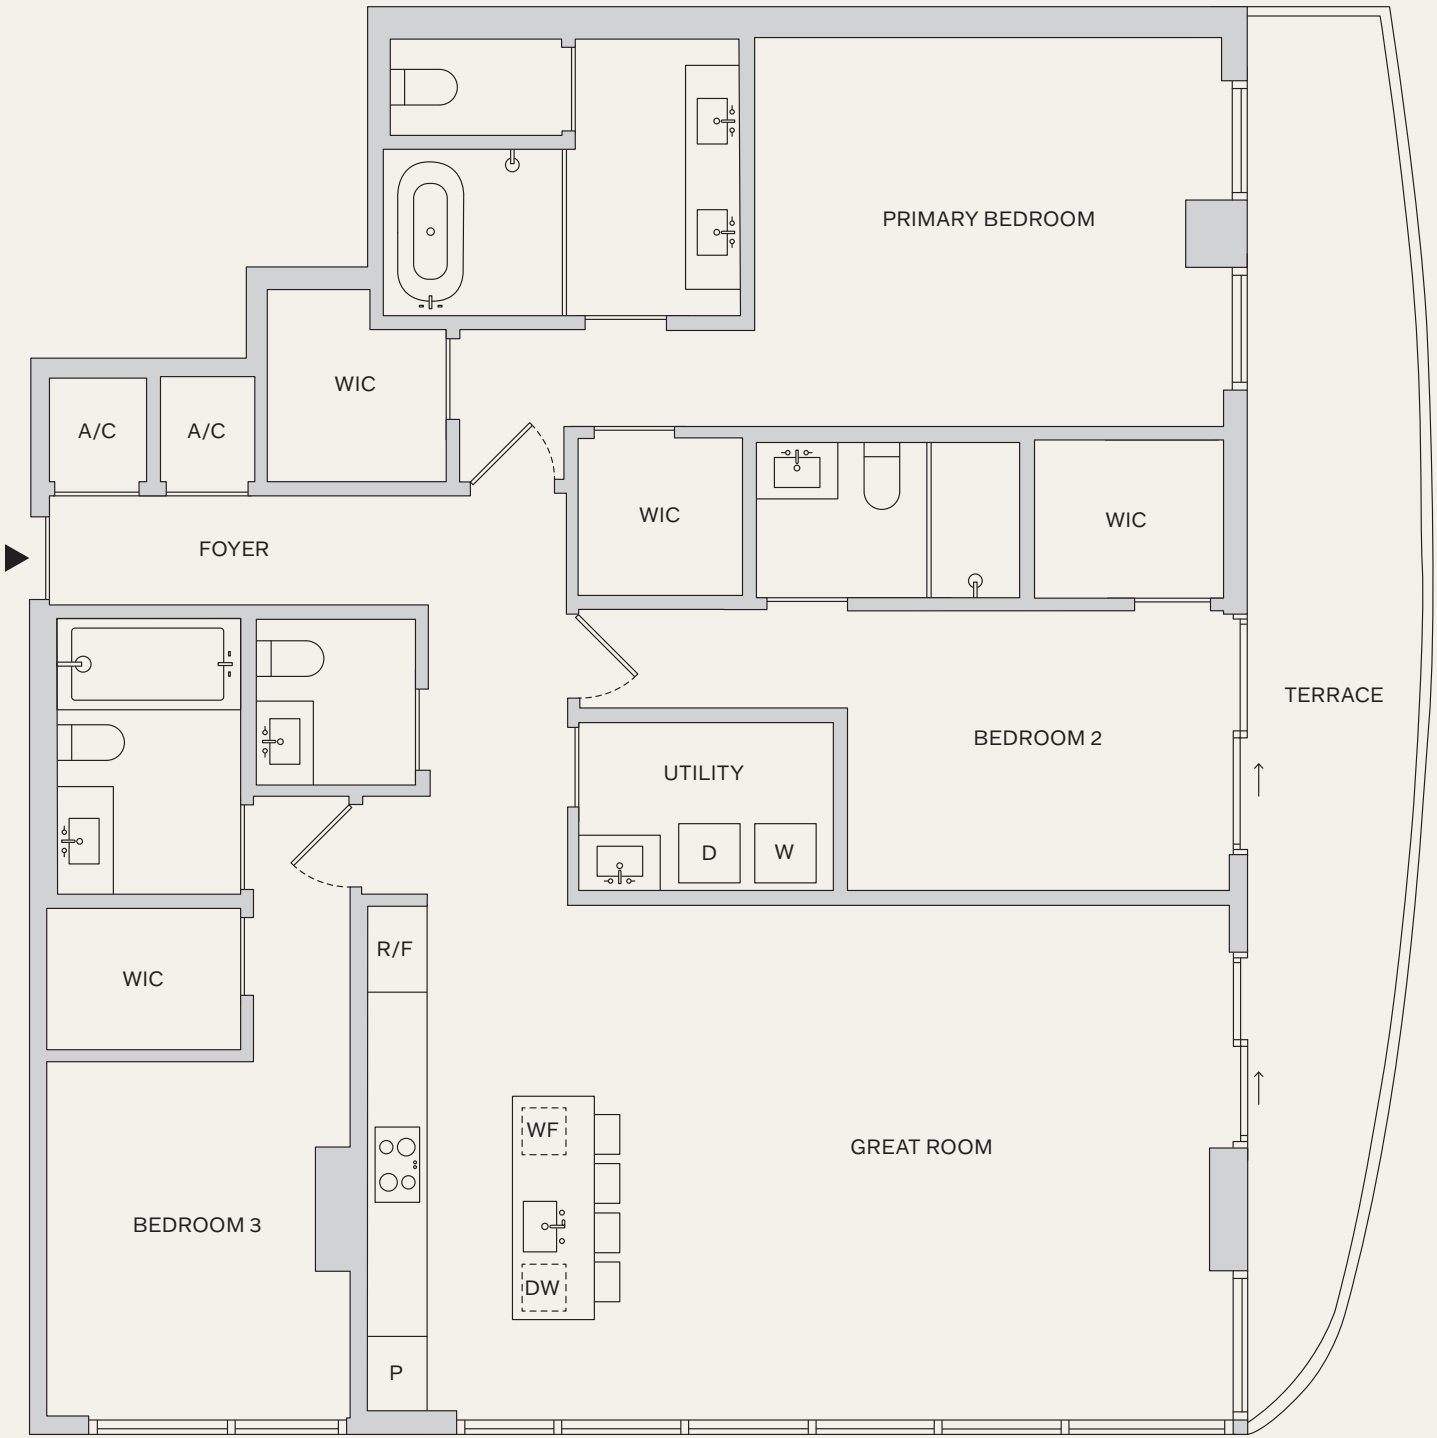 PRIMARY BEDROOM
WIC
A/C
A/C
WIC
WIC
FOYER
TERRACE
BEDROOM 2
UTILITY
D
W
R/F
WIC
WF
GREAT ROOM
BEDROOM 3
DW
P